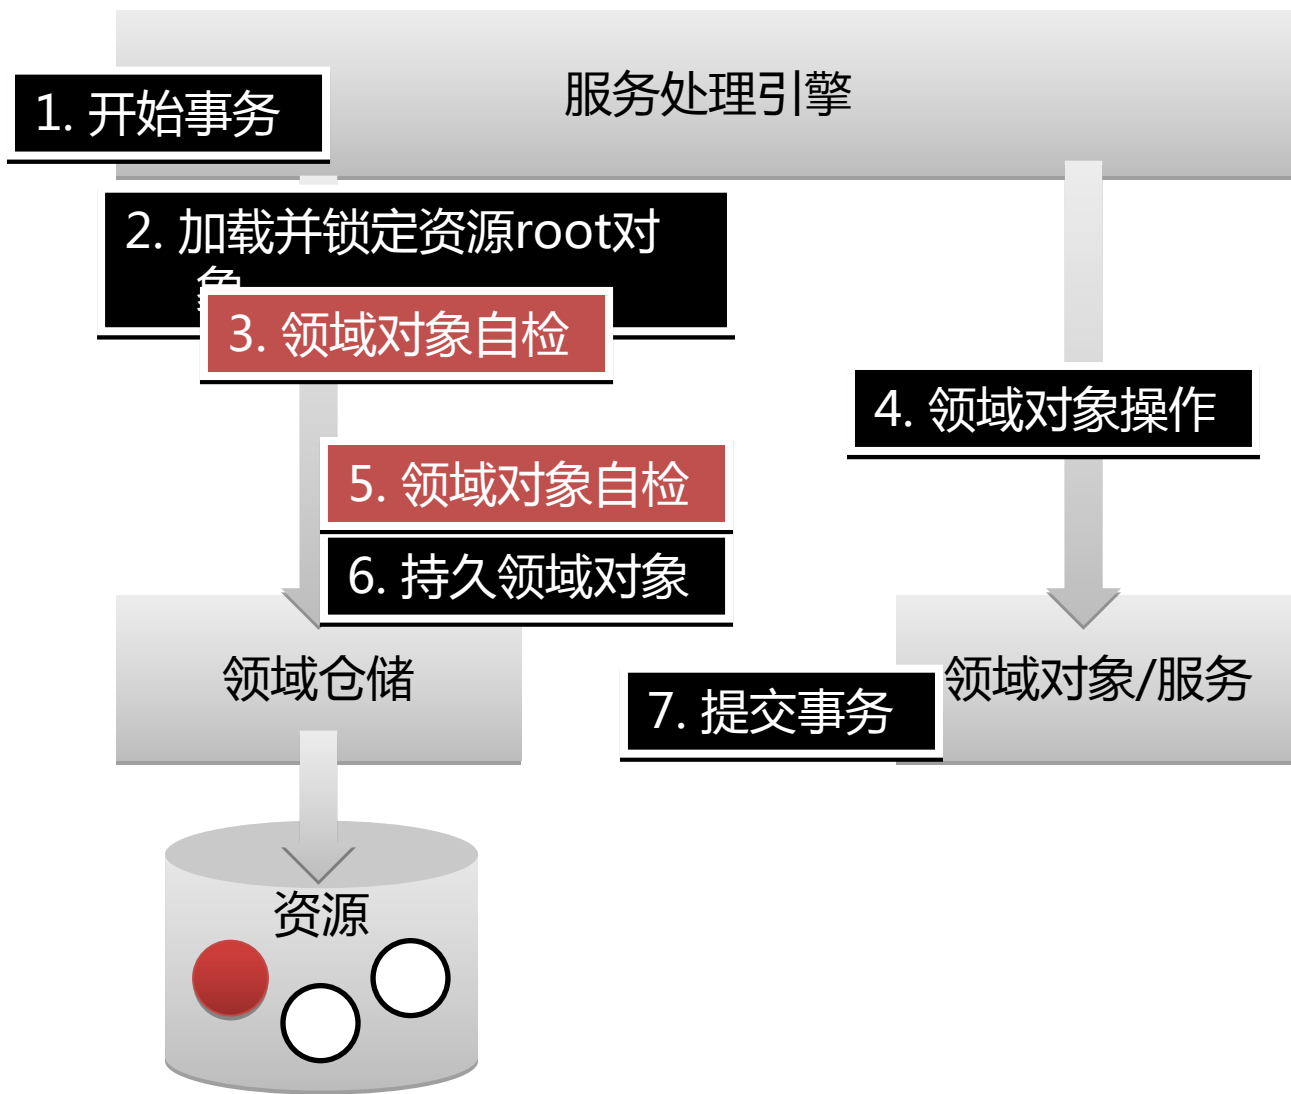 服务处理引擎
1. 开始事务
2. 加载并锁定资源root对
象
3. 领域对象自检
4. 领域对象操作
5. 领域对象自检
6. 持久领域对象
领域仓储
领域对象/服务
7. 提交事务
资源